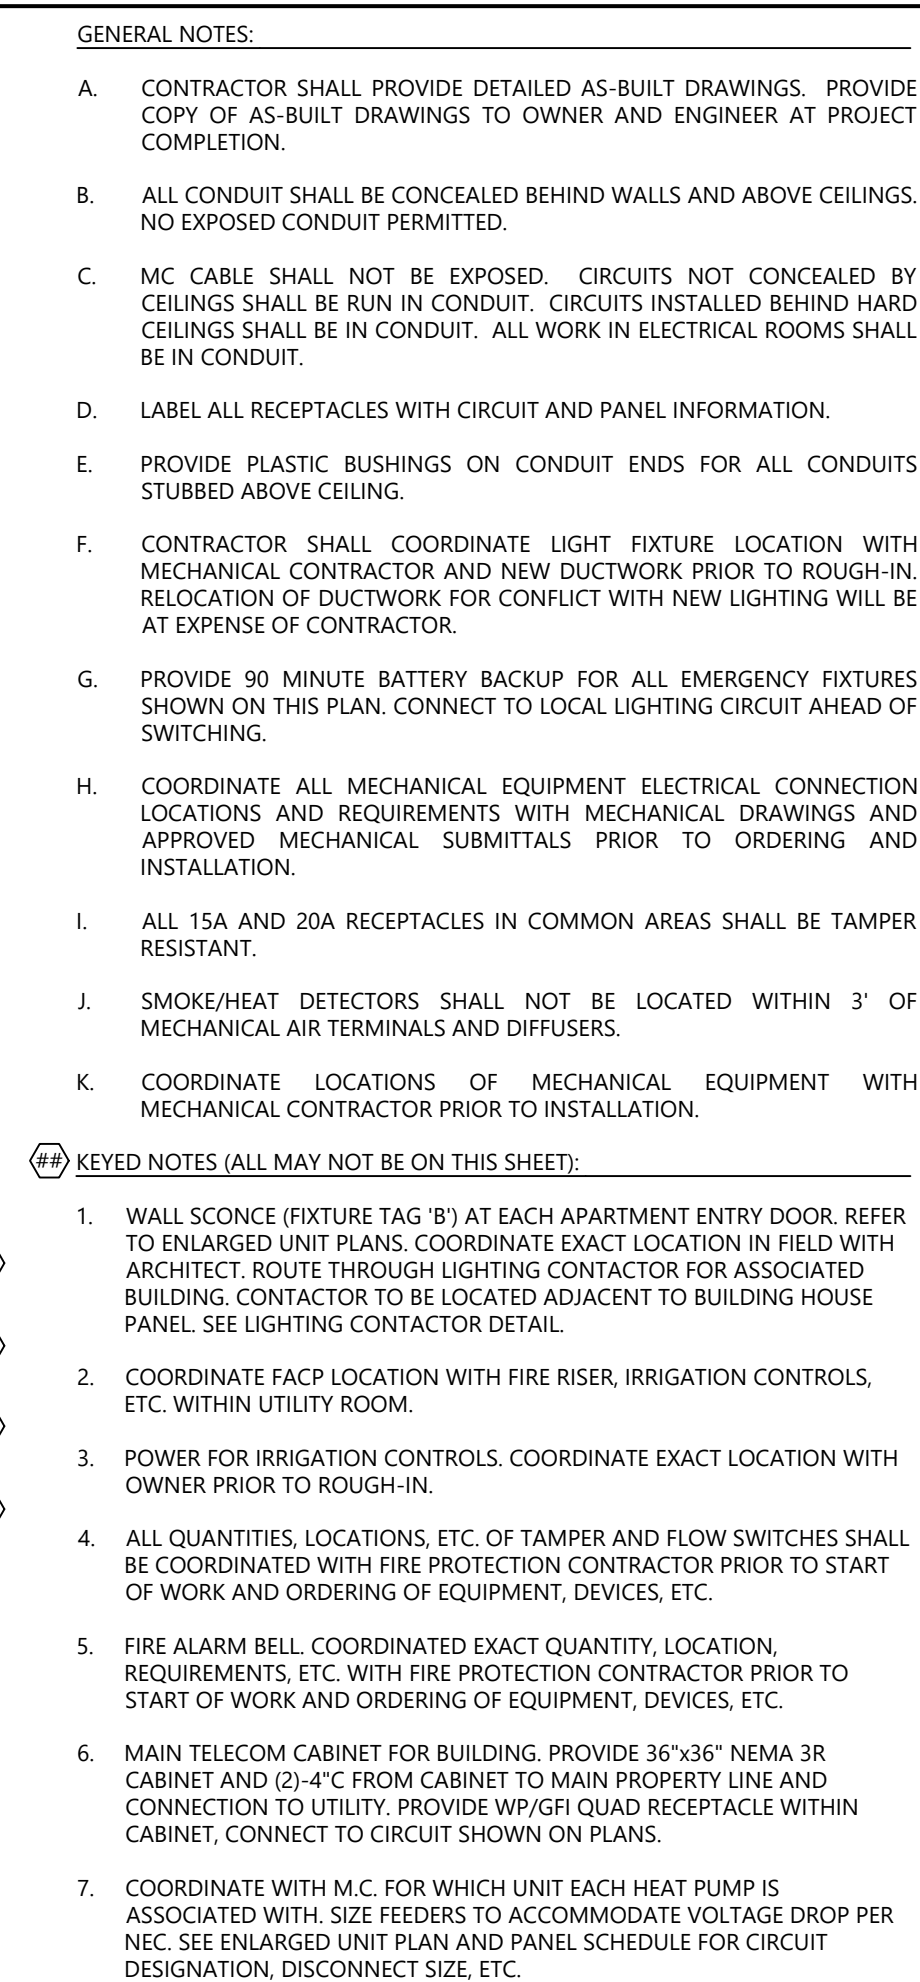 GENERAL NOTES:
A. CONTRACTOR SHALL PROVIDE DETAILED AS-BUILT DRAWINGS. PROVIDE
COPY OF AS-BUILT DRAWINGS TO OWNER AND ENGINEER AT PROJECT
COMPLETION.
B. ALL CONDUIT SHALL BE CONCEALED BEHIND WALLS AND ABOVE CEILINGS.
NO EXPOSED CONDUIT PERMITTED.
C. MC CABLE SHALL NOT BE EXPOSED. CIRCUITS NOT CONCEALED BY
CEILINGS SHALL BE RUN IN CONDUIT. CIRCUITS INSTALLED BEHIND HARD
CEILINGS SHALL BE IN CONDUIT. ALL WORK IN ELECTRICAL ROOMS SHALL
BE IN CONDUIT.
D. LABEL ALL RECEPTACLES WITH CIRCUIT AND PANEL INFORMATION.
E. PROVIDE PLASTIC BUSHINGS ON CONDUIT ENDS FOR ALL CONDUITS
STUBBED ABOVE CEILING.
F. CONTRACTOR SHALL COORDINATE LIGHT FIXTURE LOCATION WITH
MECHANICAL CONTRACTOR AND NEW DUCTWORK PRIOR TO ROUGH-IN.
RELOCATION OF DUCTWORK FOR CONFLICT WITH NEW LIGHTING WILL BE
AT EXPENSE OF CONTRACTOR.
G. PROVIDE 90 MINUTE BATTERY BACKUP FOR ALL EMERGENCY FIXTURES
SHOWN ON THIS PLAN. CONNECT TO LOCAL LIGHTING CIRCUIT AHEAD OF
SWITCHING.
H. COORDINATE ALL MECHANICAL EQUIPMENT ELECTRICAL CONNECTION
LOCATIONS AND REQUIREMENTS WITH MECHANICAL DRAWINGS AND
APPROVED MECHANICAL SUBMITTALS PRIOR TO ORDERING AND
INSTALLATION.
I. ALL 15A AND 20A RECEPTACLES IN COMMON AREAS SHALL BE TAMPER
RESISTANT.
J. SMOKE/HEAT DETECTORS SHALL NOT BE LOCATED WITHIN 3' OF
MECHANICAL AIR TERMINALS AND DIFFUSERS.
K. COORDINATE LOCATIONS OF MECHANICAL EQUIPMENT WITH
MECHANICAL CONTRACTOR PRIOR TO INSTALLATION.
## KEYED NOTES (ALL MAY NOT BE ON THIS SHEET):
1. WALL SCONCE (FIXTURE TAG 'B') AT EACH APARTMENT ENTRY DOOR. REFER
TO ENLARGED UNIT PLANS. COORDINATE EXACT LOCATION IN FIELD WITH
ARCHITECT. ROUTE THROUGH LIGHTING CONTACTOR FOR ASSOCIATED
BUILDING. CONTACTOR TO BE LOCATED ADJACENT TO BUILDING HOUSE
PANEL. SEE LIGHTING CONTACTOR DETAIL.
2. COORDINATE FACP LOCATION WITH FIRE RISER, IRRIGATION CONTROLS,
ETC. WITHIN UTILITY ROOM.
3. POWER FOR IRRIGATION CONTROLS. COORDINATE EXACT LOCATION WITH
OWNER PRIOR TO ROUGH-IN.
4. ALL QUANTITIES, LOCATIONS, ETC. OF TAMPER AND FLOW SWITCHES SHALL
BE COORDINATED WITH FIRE PROTECTION CONTRACTOR PRIOR TO START
OF WORK AND ORDERING OF EQUIPMENT, DEVICES, ETC.
5. FIRE ALARM BELL. COORDINATED EXACT QUANTITY, LOCATION,
REQUIREMENTS, ETC. WITH FIRE PROTECTION CONTRACTOR PRIOR TO
START OF WORK AND ORDERING OF EQUIPMENT, DEVICES, ETC.
6. MAIN TELECOM CABINET FOR BUILDING. PROVIDE 36"x36" NEMA 3R
CABINET AND (2)-4"C FROM CABINET TO MAIN PROPERTY LINE AND
CONNECTION TO UTILITY. PROVIDE WP/GFI QUAD RECEPTACLE WITHIN
CABINET, CONNECT TO CIRCUIT SHOWN ON PLANS.
7. COORDINATE WITH M.C. FOR WHICH UNIT EACH HEAT PUMP IS
ASSOCIATED WITH. SIZE FEEDERS TO ACCOMMODATE VOLTAGE DROP PER
NEC. SEE ENLARGED UNIT PLAN AND PANEL SCHEDULE FOR CIRCUIT
DESIGNATION, DISCONNECT SIZE, ETC.